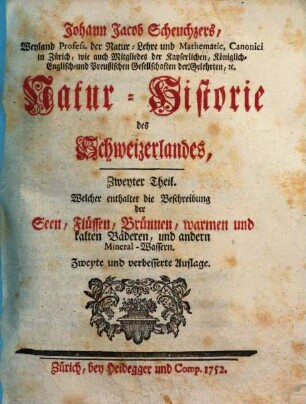 Johann Jacob Scheuchzers,
Weyland Profess. der Natur-Lehre und Mathematic, Canonici
in Zürich, wie auch Mitgliedes der Kayserlichen, Königlich-
Englisch- und Preußischen Gesellschaften der Gelehrten, ꝛc.
Natur-Historie
des
Schweizerlandes,
Zweyter Theil.
Welcher enthaltet die Beschreibung
der
Seen, Flüssen, Brünnen, warmen und
kalten Bäderen, und andern
Mineral-Wassern.
Zweyte und verbesserte Auflage.
Zürich, bey Heidegger und Comp. 1752.